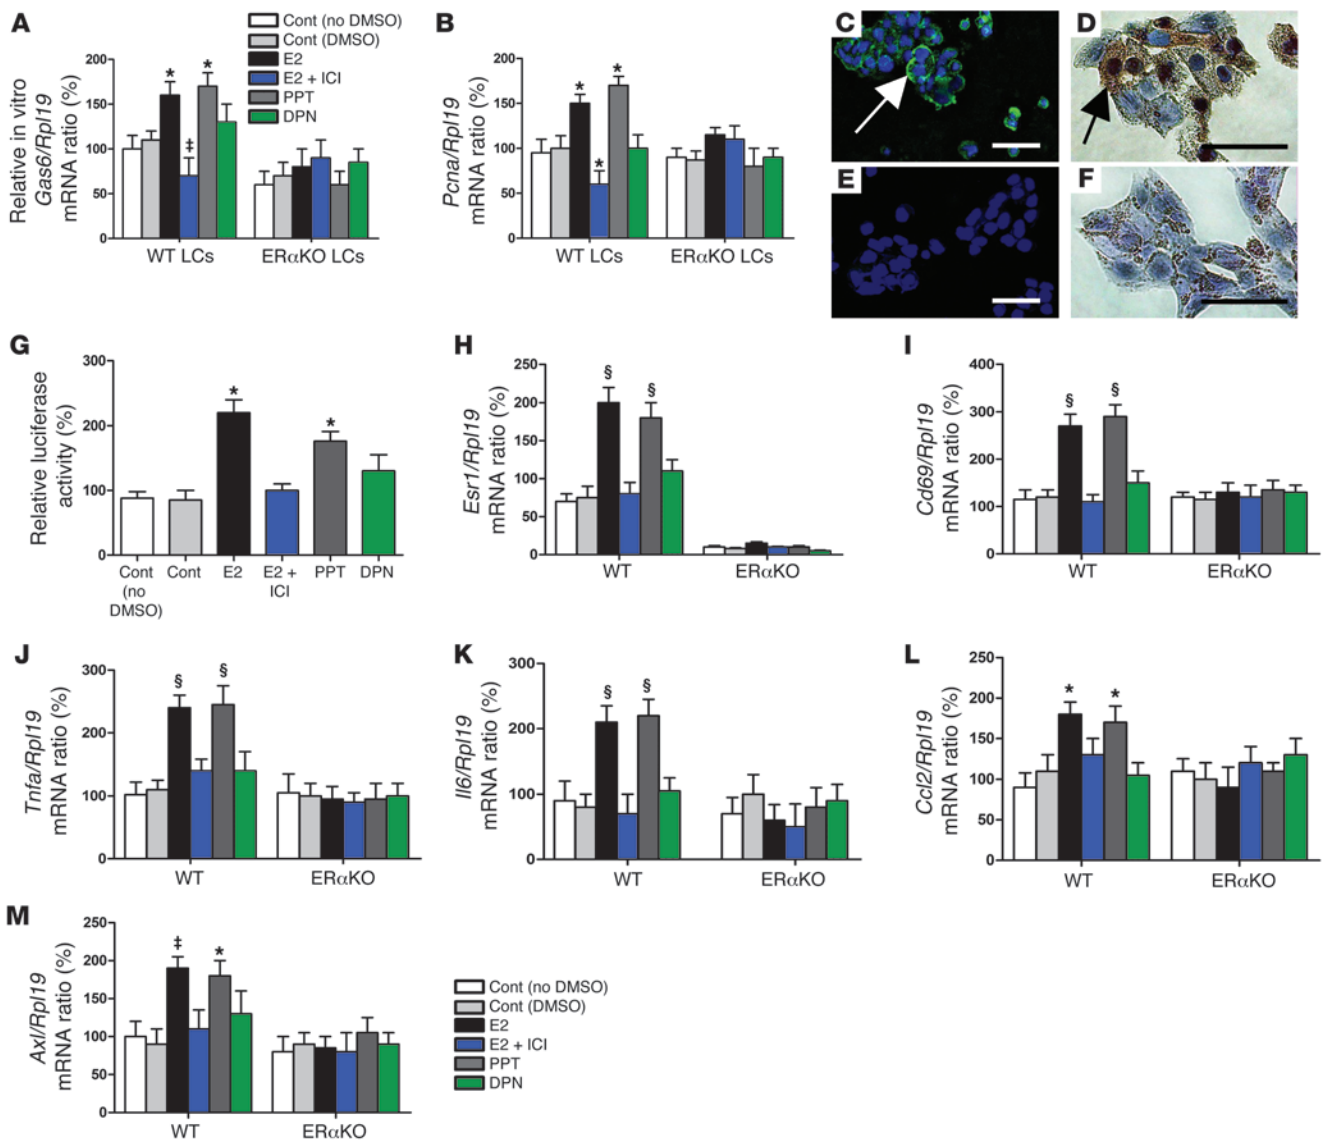 A
Relative in vitro
Gas6/Rpl19
mRNA ratio (%)
200
150
100
50
0
* ‡ *
WT LCs
ERαKO LCs
Cont (no DMSO)
Cont (DMSO)
E2
E2 + ICI
PPT
DPN
B
Pcna/Rpl19
mRNA ratio (%)
200
150
100
50
0
* * *
WT LCs
ERαKO LCs
C
D
E
F
G
Relative luciferase
activity (%)
300
200
100
0
* *
Cont
(no
DMSO)
Cont
E2
E2 +
ICI
PPT
DPN
H
Esr1/Rpl19
mRNA ratio (%)
250
200
150
100
50
0
§ §
WT
ERαKO
I
Cd69/Rpl19
mRNA ratio (%)
400
300
200
100
0
§ §
WT
ERαKO
J
Tnfa/Rpl19
mRNA ratio (%)
300
200
100
0
§ §
WT
ERαKO
K
Il6/Rpl19
mRNA ratio (%)
300
200
100
0
§ §
WT
ERαKO
L
Ccl2/Rpl19
mRNA ratio (%)
250
200
150
100
50
0
* *
WT
ERαKO
M
Axl/Rpl19
mRNA ratio (%)
250
200
150
100
50
0
‡ *
WT
ERαKO
Cont (no DMSO)
Cont (DMSO)
E2
E2 + ICI
PPT
DPN